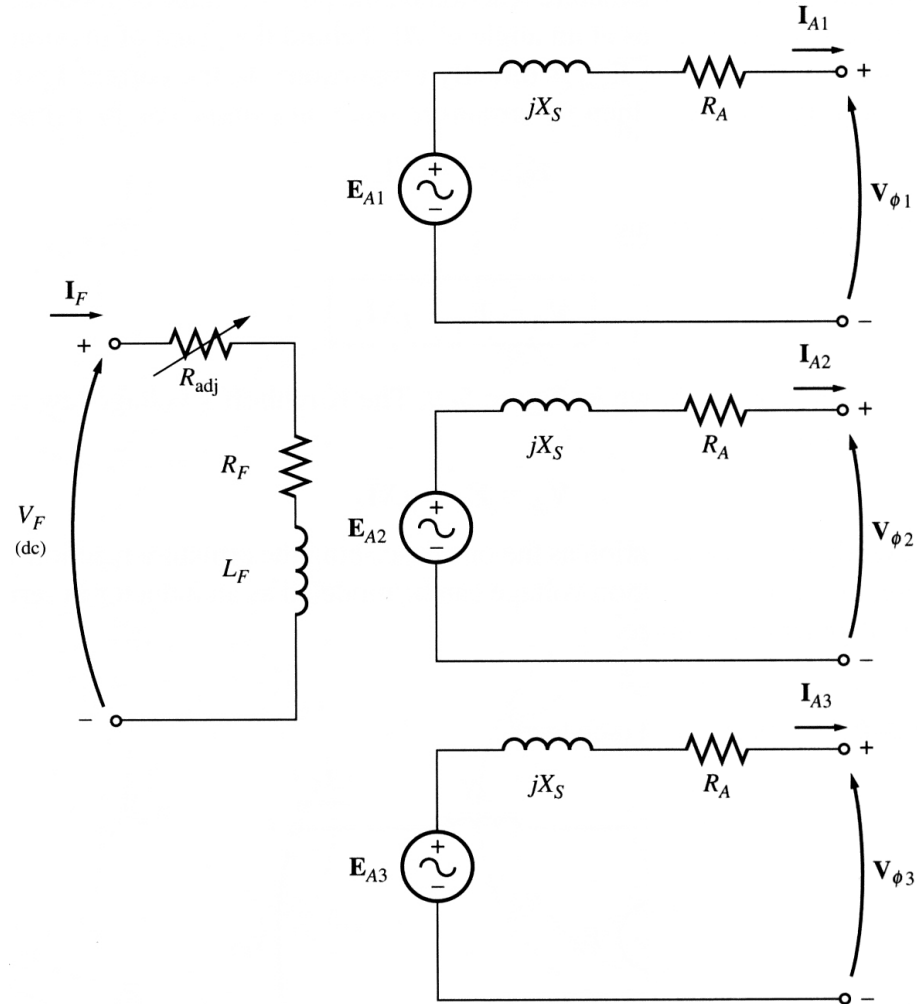 I_A1
+
jX_S
R_A
+
−
E_A1
V_ϕ1
−
I_F
+
R_adj
R_F
V_F
(dc)
L_F
−
I_A2
+
jX_S
R_A
+
−
E_A2
V_ϕ2
−
I_A3
+
jX_S
R_A
+
−
E_A3
V_ϕ3
−